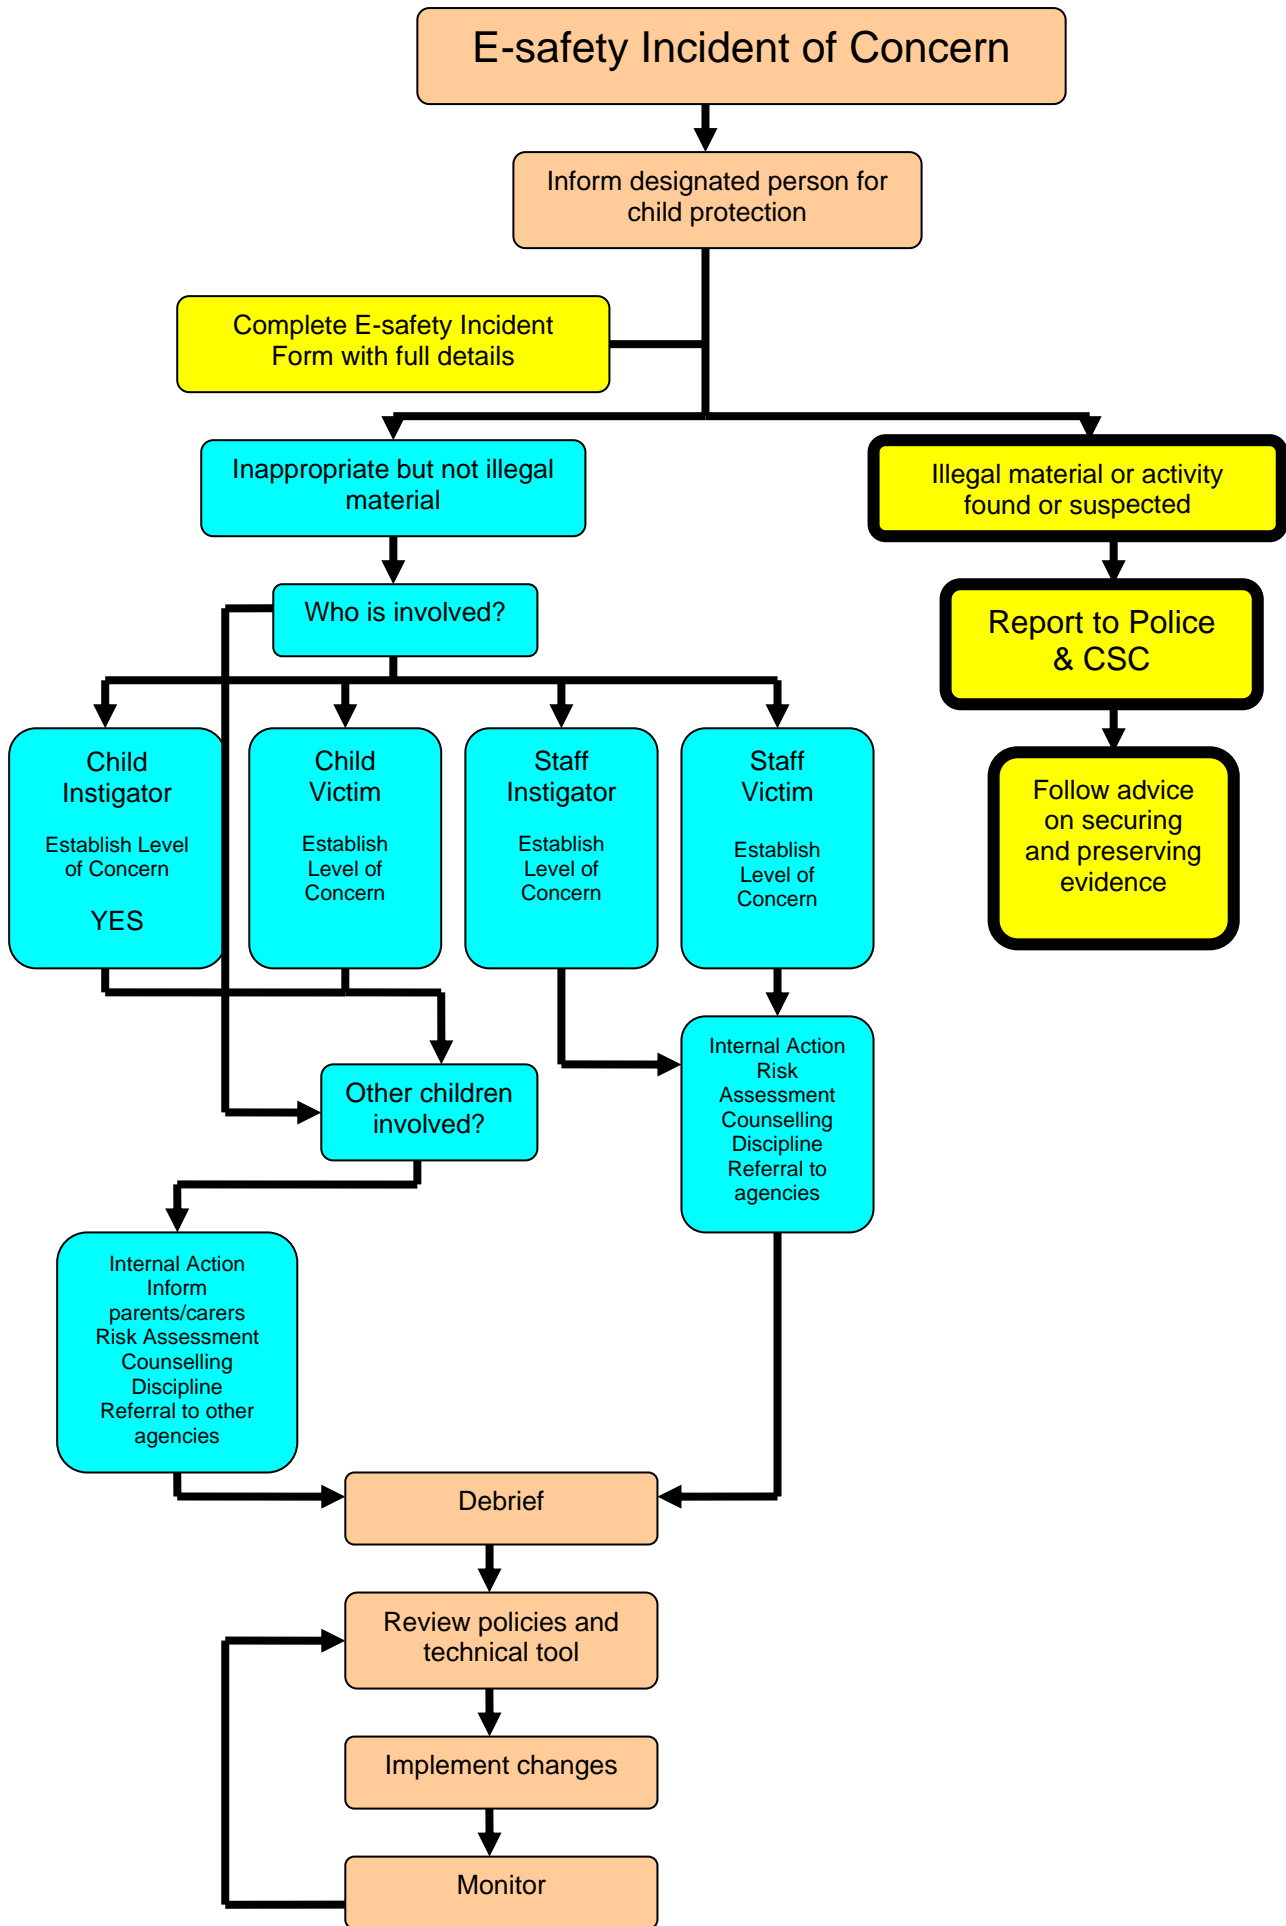 E-safety Incident of Concern
Inform designated person for
child protection
Complete E-safety Incident
Form with full details
Inappropriate but not illegal
material
Illegal material or activity
found or suspected
Who is involved?
Report to Police
& CSC
Child
Instigator
Establish Level
of Concern
YES
Child
Victim
Establish
Level of
Concern
Staff
Instigator
Establish
Level of
Concern
Staff
Victim
Establish
Level of
Concern
Follow advice
on securing
and preserving
evidence
Other children
involved?
Internal Action
Risk
Assessment
Counselling
Discipline
Referral to
agencies
Internal Action
Inform
parents/carers
Risk Assessment
Counselling
Discipline
Referral to other
agencies
Debrief
Review policies and
technical tool
Implement changes
Monitor